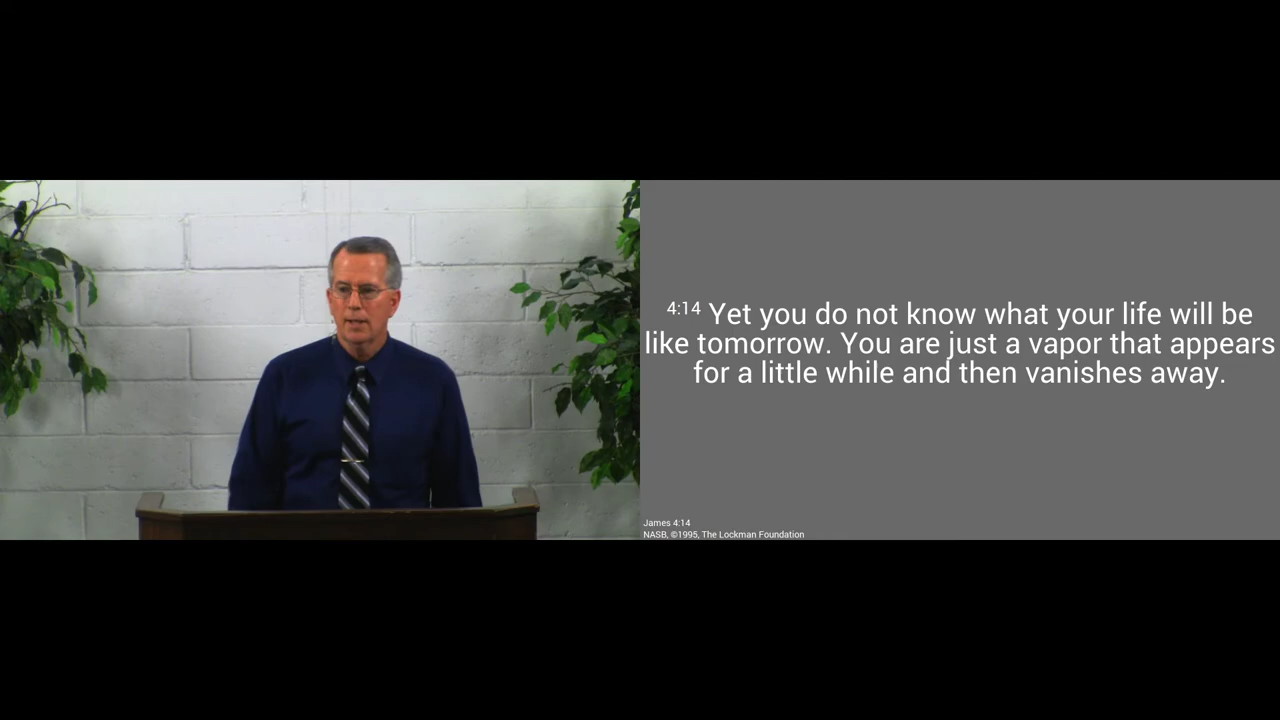 4:14 Yet you do not know what your life will be
like tomorrow. You are just a vapor that appears
for a little while and then vanishes away.
James 4:14
NASB, ©1995, The Lockman Foundation